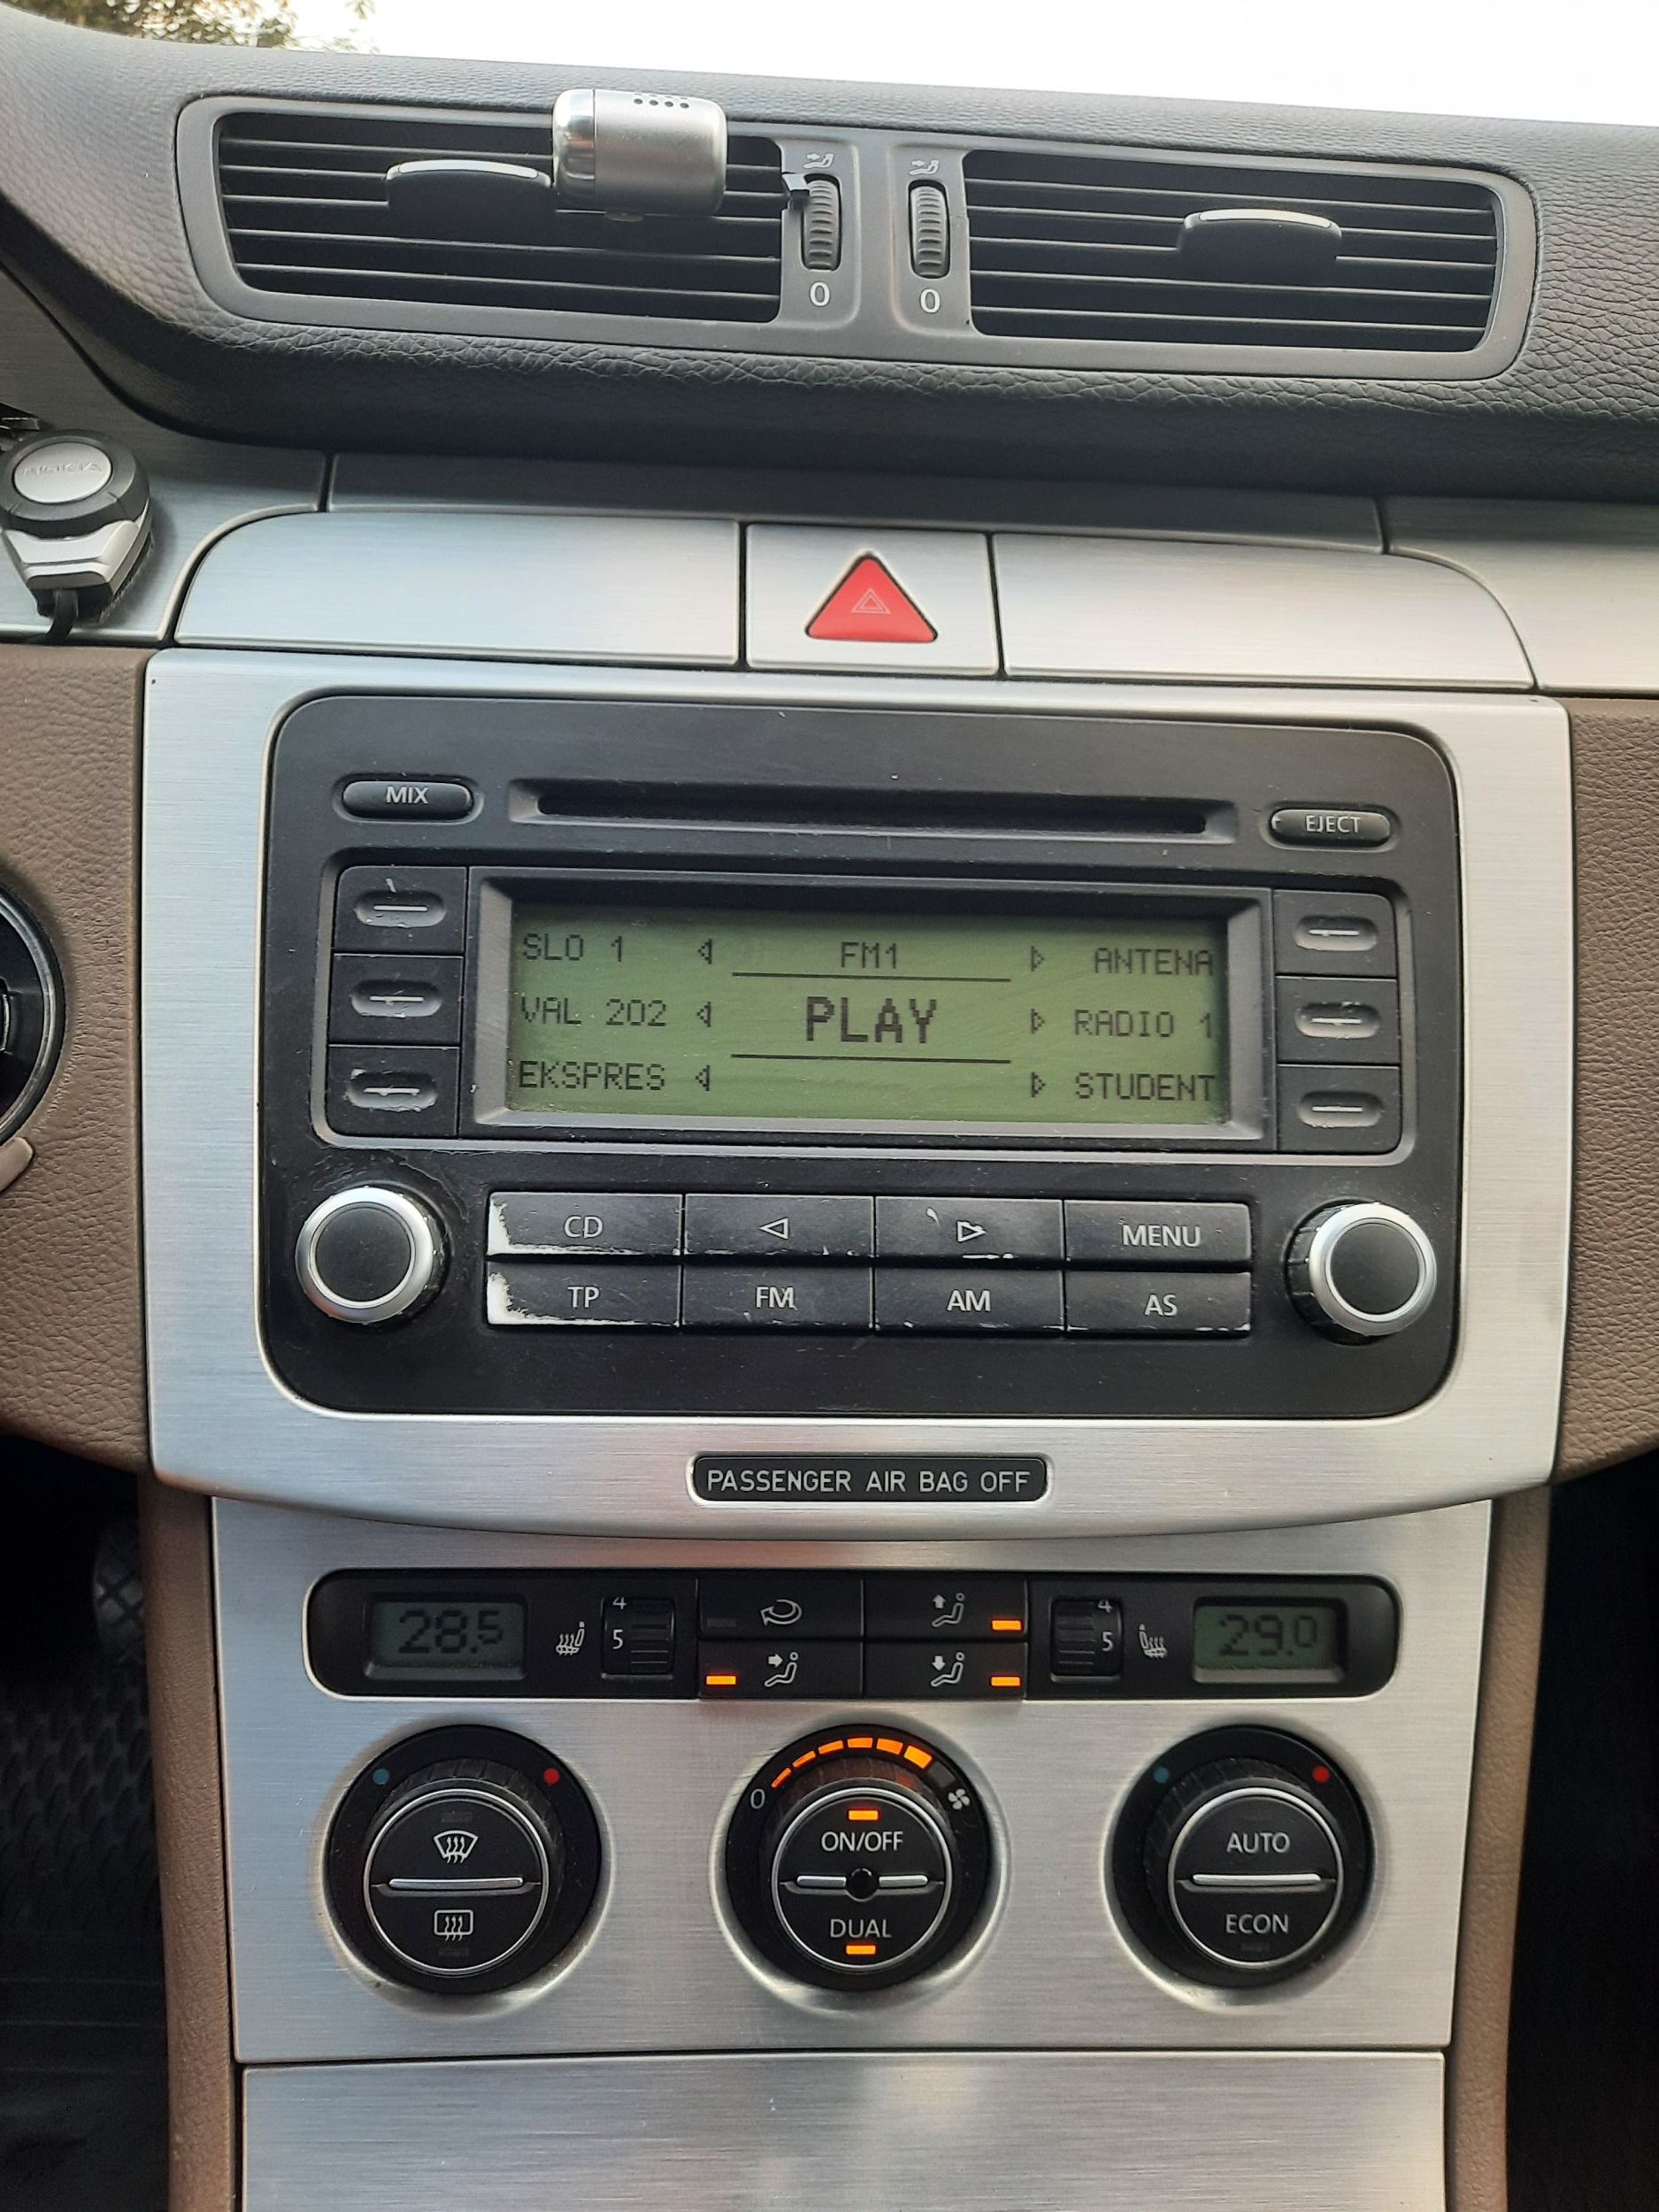 0 0
NOKIA
MIX EJECT
SLO 1 FM1 ANTENA
VAL 202 PLAY RADIO 1
EKSPRES STUDENT
CD MENU
TP FM AM AS
PASSENGER AIR BAG OFF
28.5 4 5 4 5 29.0
0
ON/OFF AUTO
DUAL ECON